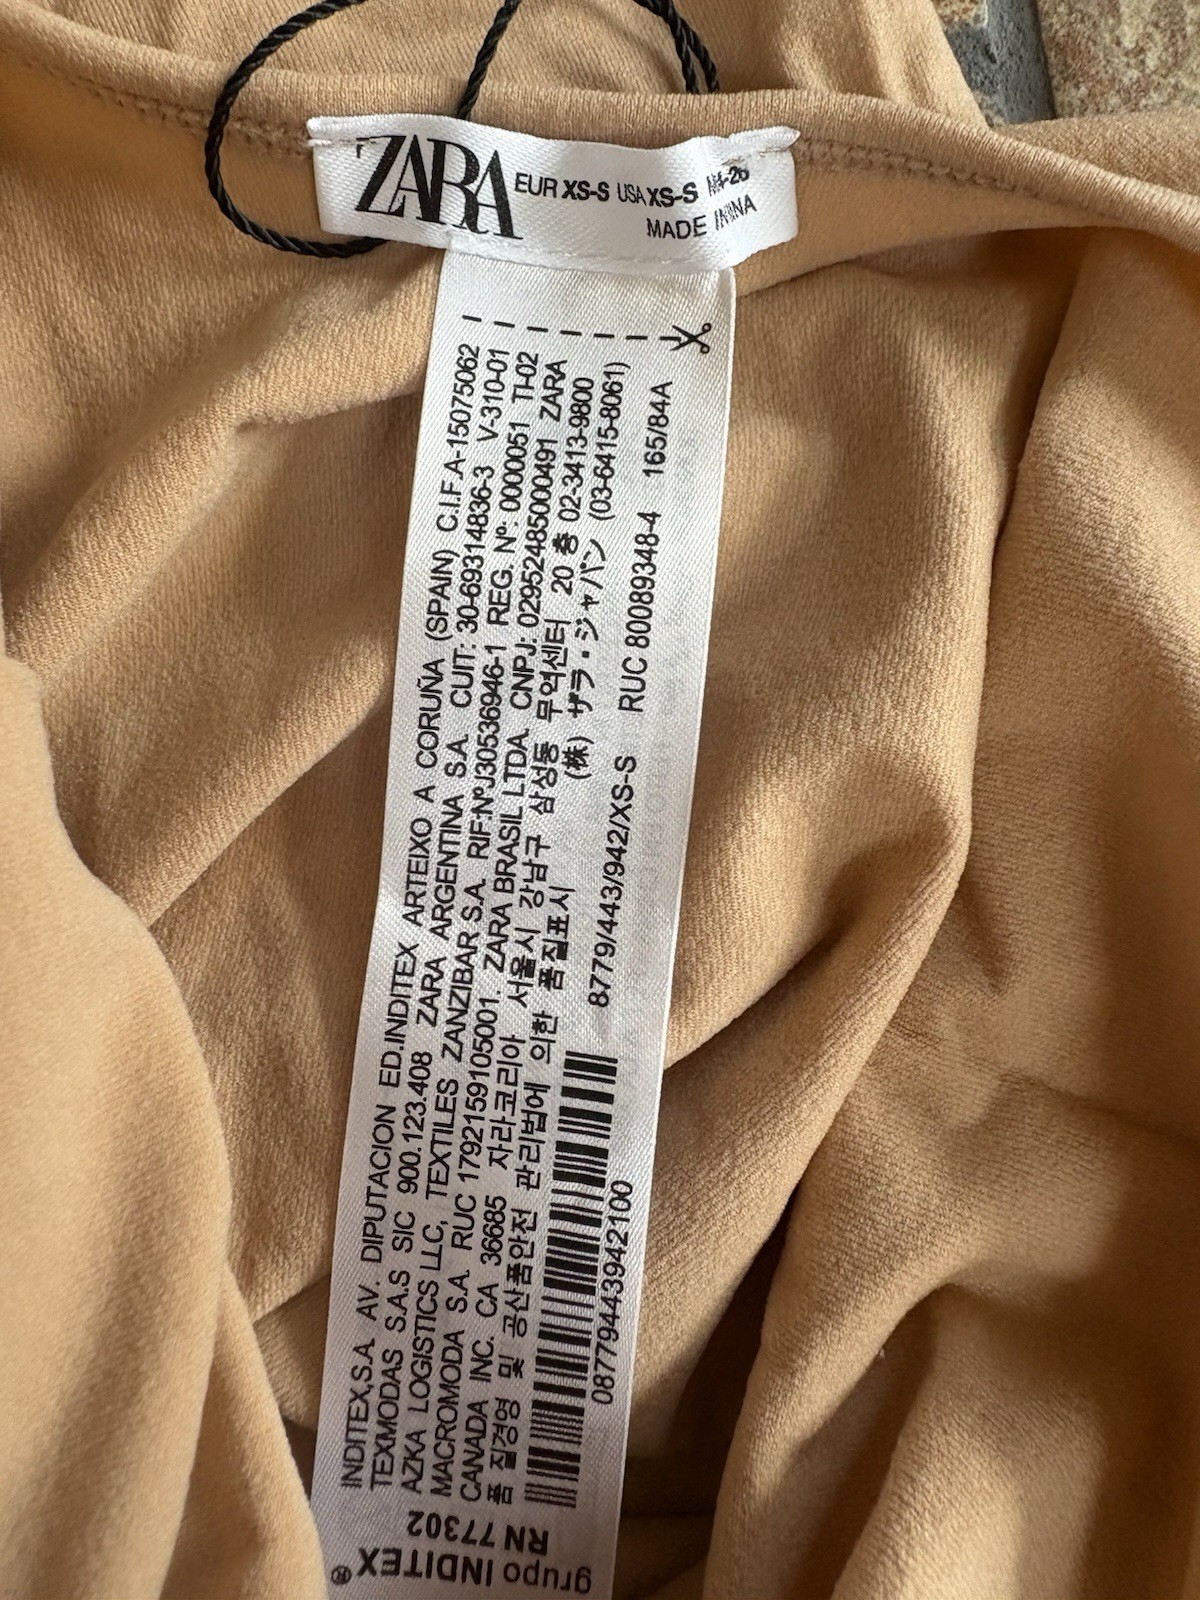 ZARA
EUR XS-S USA XS-S
MADE IN
INDITEX,S.A. AV. DIPUTACION ED.INDITEX ARTEIXO A CORUÑA (SPAIN) C.I.F.A-15075062
TEXMODAS S.A.S SIC 900.123.408 ZARA ARGENTINA S.A. CUIT: 30-69314836-3 V-310-01
AZKA LOGISTICS LLC, TEXTILES ZANZIBAR S.A. RIF:NºJ30536946-1 REG. Nº: 0000051 TI-02
MACROMODA S.A. RUC 1792159105001. ZARA BRASIL LTDA. CNPJ: 02952485000491 ZARA
CANADA INC. CA 36685 자라코리아 서울시 강남구 삼성동 무역센터 20 층 02-3413-9800
품 질경영 및 공산품안전 관리법에 의한 품질표시 (株) ザラ・ジャパン (03-6415-8061)
8779/443/942/XS-S RUC 80089348-4 165/84A
08779443942100
RN 77302
grupo INDITEX®